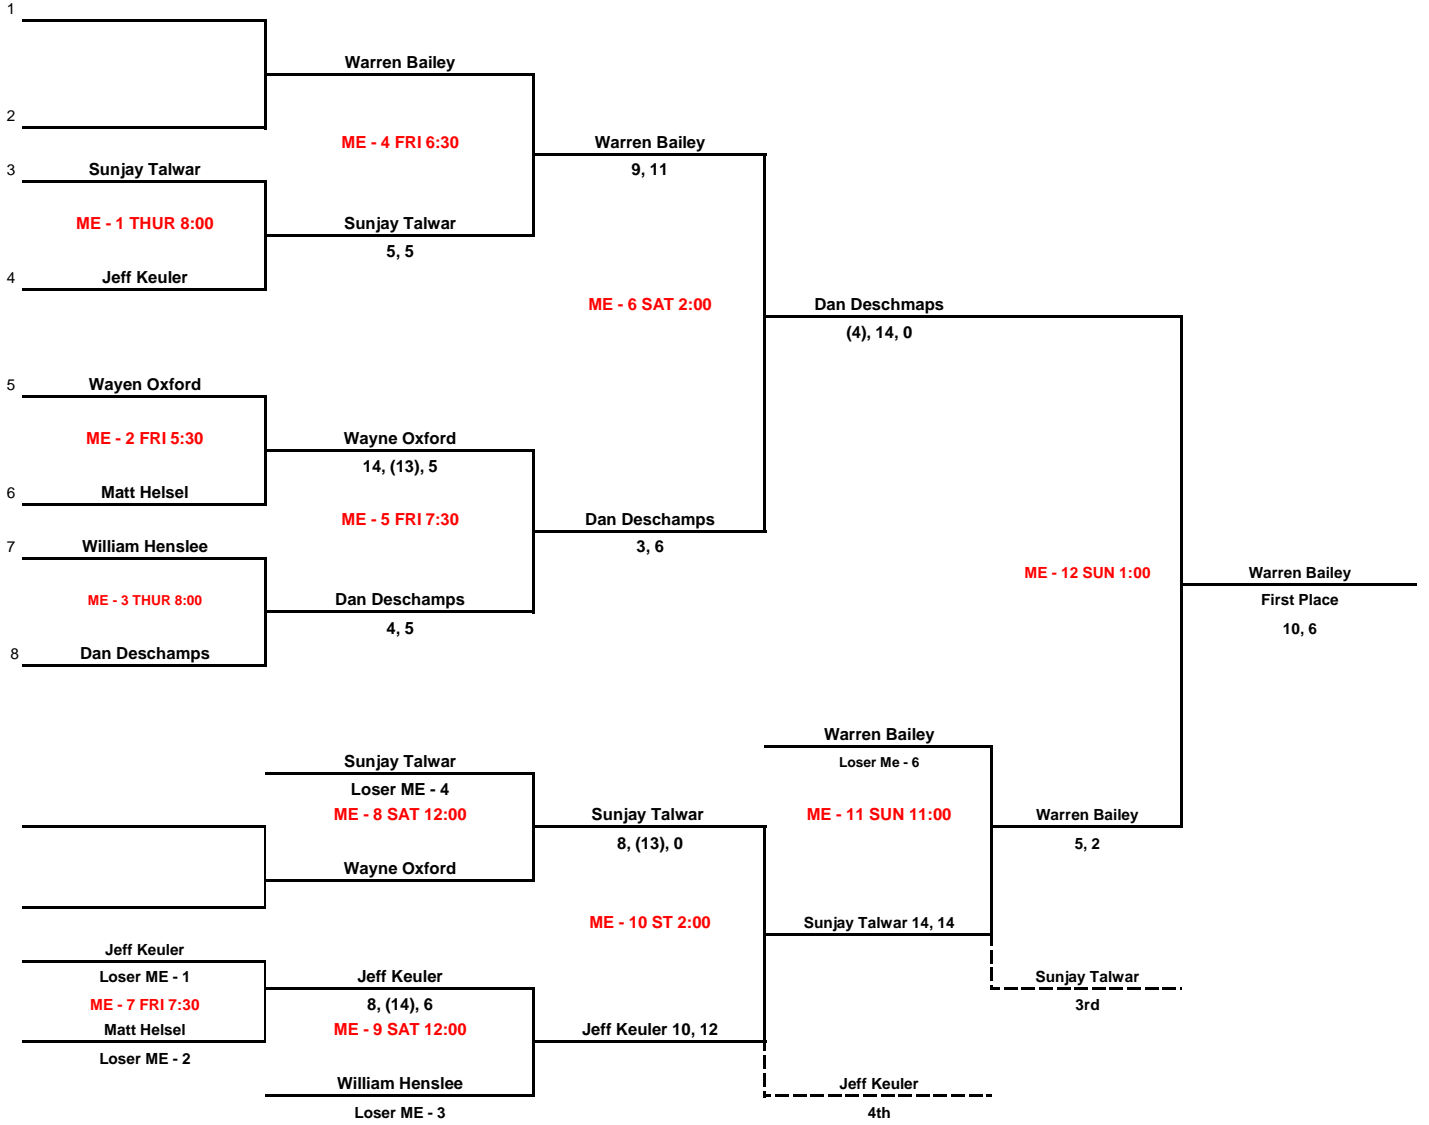 1
Warren Bailey
2
ME - 4 FRI 6:30
Warren Bailey
9, 11
3
Sunjay Talwar
ME - 1 THUR 8:00
Sunjay Talwar
5, 5
4
Jeff Keuler
ME - 6 SAT 2:00
Dan Deschmaps
(4), 14, 0
5
Wayen Oxford
ME - 2 FRI 5:30
Wayne Oxford
14, (13), 5
6
Matt Helsel
ME - 5 FRI 7:30
Dan Deschamps
3, 6
7
William Henslee
ME - 3 THUR 8:00
Dan Deschamps
4, 5
8
Dan Deschamps
ME - 12 SUN 1:00
Warren Bailey
First Place
10, 6
Warren Bailey
Loser Me - 6
Sunjay Talwar
Loser ME - 4
ME - 8 SAT 12:00
Sunjay Talwar
8, (13), 0
ME - 11 SUN 11:00
Warren Bailey
5, 2
Wayne Oxford
ME - 10 ST 2:00
Sunjay Talwar 14, 14
Jeff Keuler
Loser ME - 1
ME - 7 FRI 7:30
Matt Helsel
Loser ME - 2
Jeff Keuler
8, (14), 6
ME - 9 SAT 12:00
Jeff Keuler 10, 12
Sunjay Talwar
3rd
William Henslee
Loser ME - 3
Jeff Keuler
4th